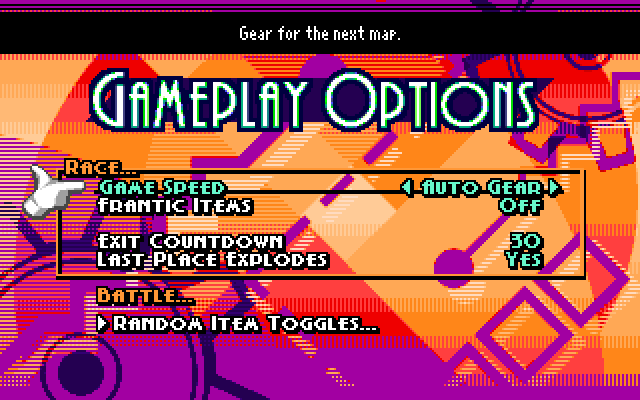 Gear for the next map.
Gameplay Options
Race...
Game Speed Auto Gear
Frantic Items Off
Exit Countdown 30
Last-Place Explodes Yes
Battle...
Random Item Toggles...